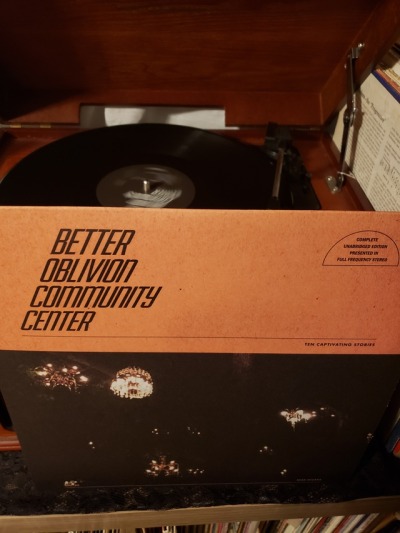 BETTER
OBLIVION
COMMUNITY
CENTER
COMPLETE
UNABRIDGED EDITION
PRESENTED IN
FULL FREQUENCY STEREO
TEN CAPTIVATING STORIES